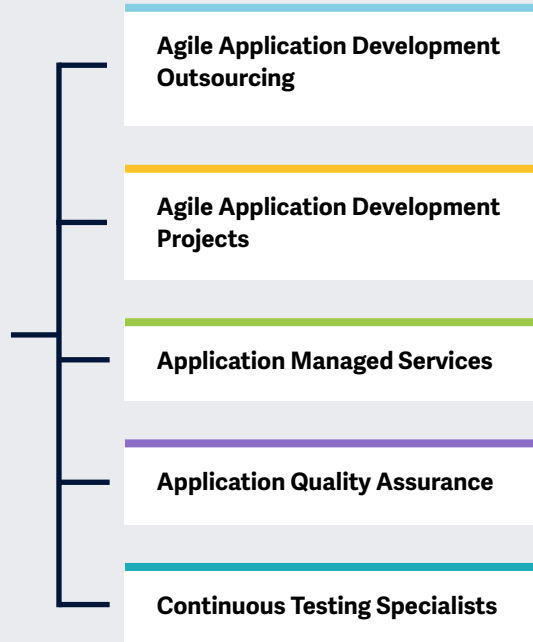 Agile Application Development
Outsourcing
Agile Application Development
Projects
Application Managed Services
Application Quality Assurance
Continuous Testing Specialists